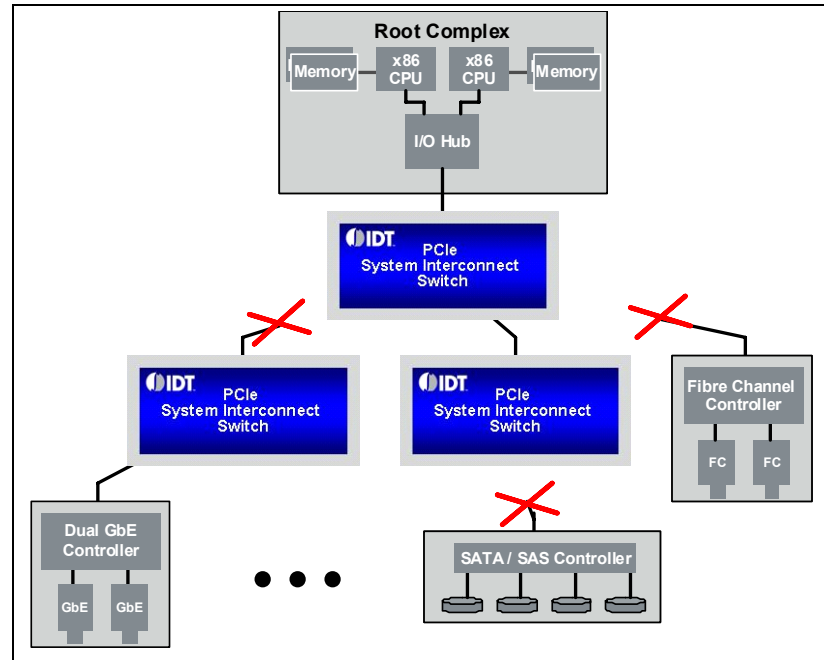 Root Complex
Memory
x86
CPU
x86
CPU
Memory
I/O Hub
IDT
PCIe
System Interconnect
Switch
IDT
PCIe
System Interconnect
Switch
IDT
PCIe
System Interconnect
Switch
Fibre Channel
Controller
FC
FC
Dual GbE
Controller
GbE
GbE
SATA / SAS Controller